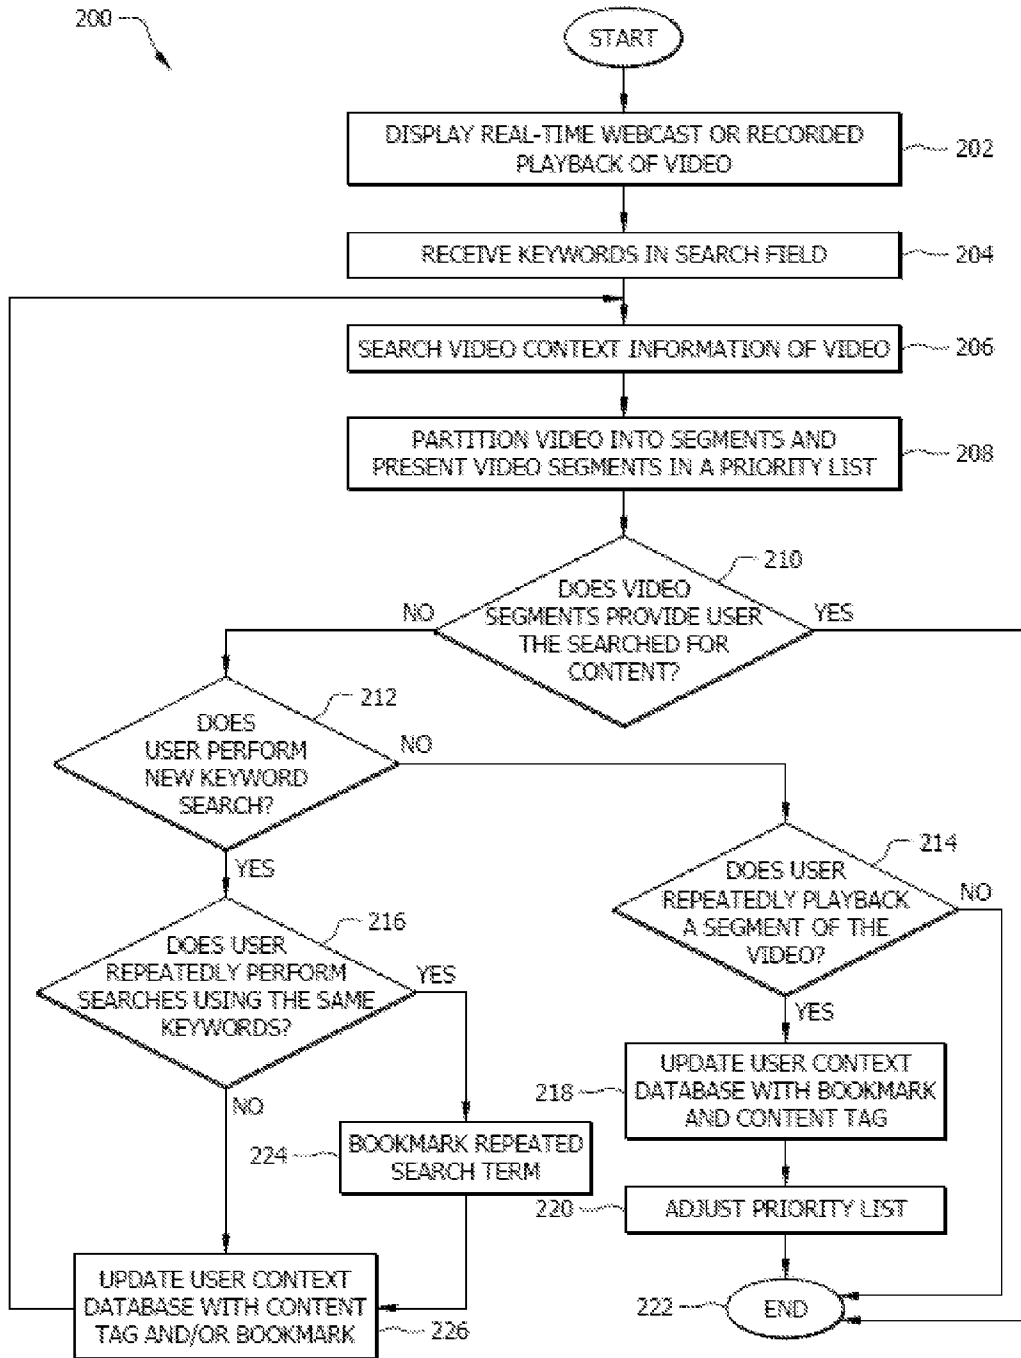 200
START
DISPLAY REAL-TIME WEBCAST OR RECORDED
PLAYBACK OF VIDEO
202
RECEIVE KEYWORDS IN SEARCH FIELD
204
SEARCH VIDEO CONTEXT INFORMATION OF VIDEO
206
PARTITION VIDEO INTO SEGMENTS AND
PRESENT VIDEO SEGMENTS IN A PRIORITY LIST
208
210
DOES VIDEO
SEGMENTS PROVIDE USER
THE SEARCHED FOR
CONTENT?
NO
YES
212
DOES
USER PERFORM
NEW KEYWORD
SEARCH?
NO
YES
214
DOES USER
REPEATEDLY PLAYBACK
A SEGMENT OF THE
VIDEO?
NO
YES
216
DOES USER
REPEATEDLY PERFORM
SEARCHES USING THE SAME
KEYWORDS?
YES
NO
218
UPDATE USER CONTEXT
DATABASE WITH BOOKMARK
AND CONTENT TAG
224
BOOKMARK REPEATED
SEARCH TERM
220
ADJUST PRIORITY LIST
UPDATE USER CONTEXT
DATABASE WITH CONTENT
TAG AND/OR BOOKMARK
226
222
END